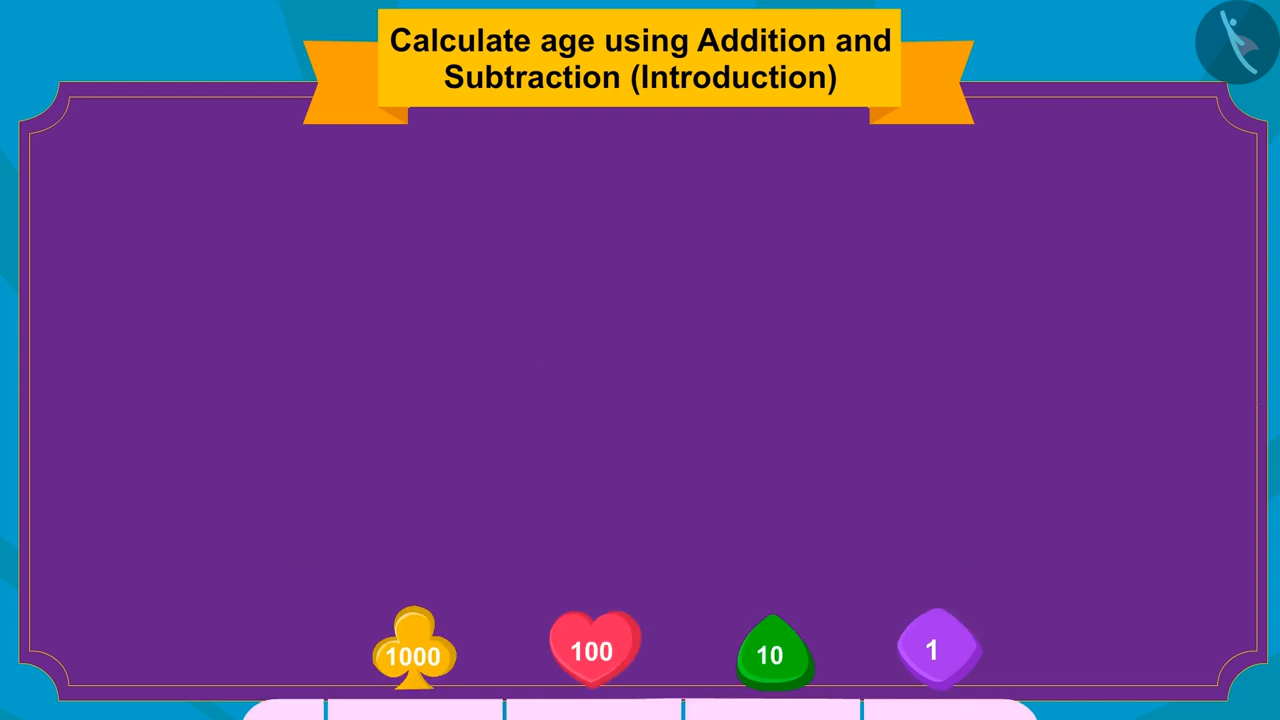 Calculate age using Addition and
Subtraction (Introduction)
1000 100 10 1